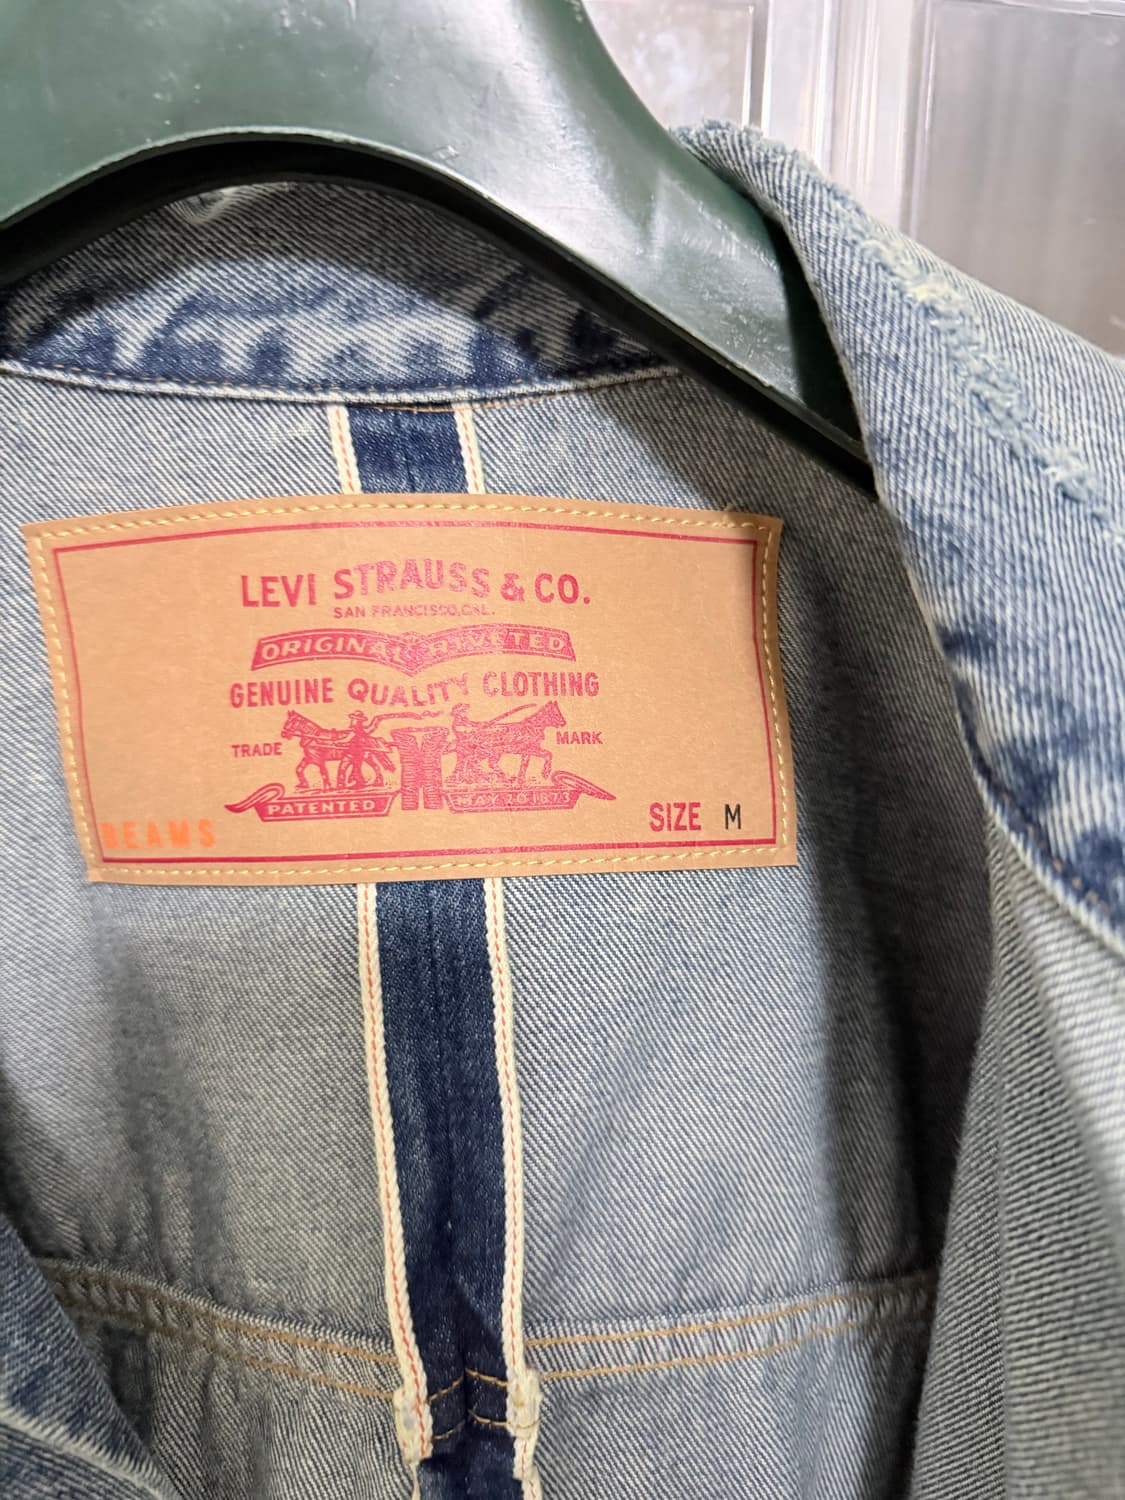 LEVI STRAUSS & CO.
SAN FRANCISCO, CAL.
ORIGINAL RIVETED
GENUINE QUALITY CLOTHING
TRADE MARK
PATENTED MAY 20 1873
BEAMS
SIZE M